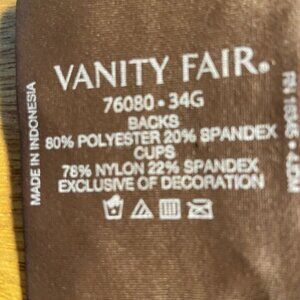 VANITY FAIR®
76080 • 34G
BACKS
80% POLYESTER 20% SPANDEX
CUPS
78% NYLON 22% SPANDEX
EXCLUSIVE OF DECORATION
MADE IN INDONESIA